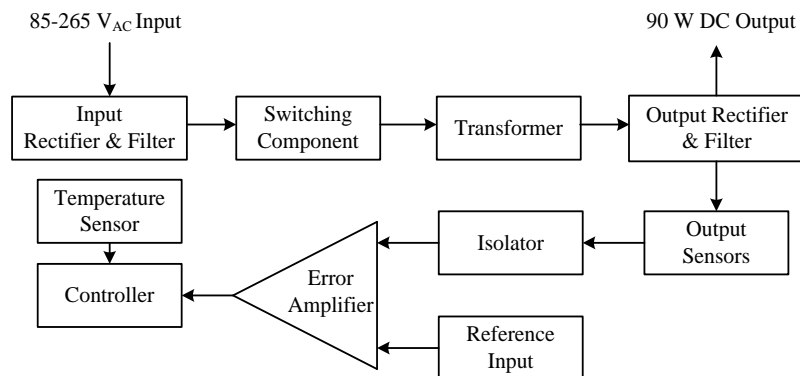 85-265 VAC Input
90 W DC Output
Input
Rectifier & Filter
Switching
Component
Transformer
Output Rectifier
& Filter
Temperature
Sensor
Controller
Error
Amplifier
Isolator
Output
Sensors
Reference
Input